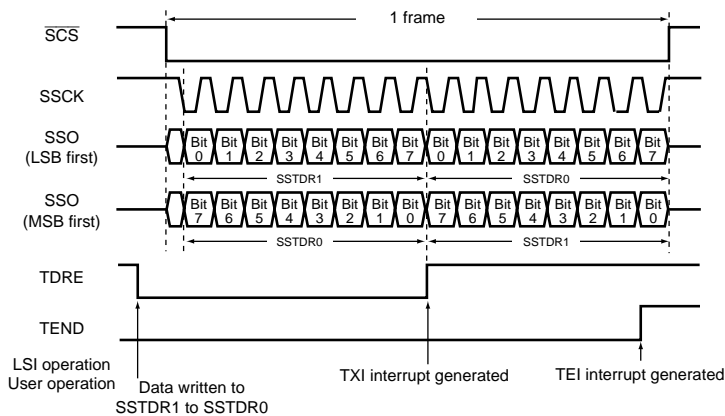 1 frame
SCS
SSCK
SSO
(LSB first)
Bit 0 Bit 1 Bit 2 Bit 3 Bit 4 Bit 5 Bit 6 Bit 7 Bit 0 Bit 1 Bit 2 Bit 3 Bit 4 Bit 5 Bit 6 Bit 7
SSTDR1 SSTDR0
SSO
(MSB first)
Bit 7 Bit 6 Bit 5 Bit 4 Bit 3 Bit 2 Bit 1 Bit 0 Bit 7 Bit 6 Bit 5 Bit 4 Bit 3 Bit 2 Bit 1 Bit 0
SSTDR0 SSTDR1
TDRE
TEND
LSI operation
User operation
TXI interrupt generated
TEI interrupt generated
Data written to
SSTDR1 to SSTDR0